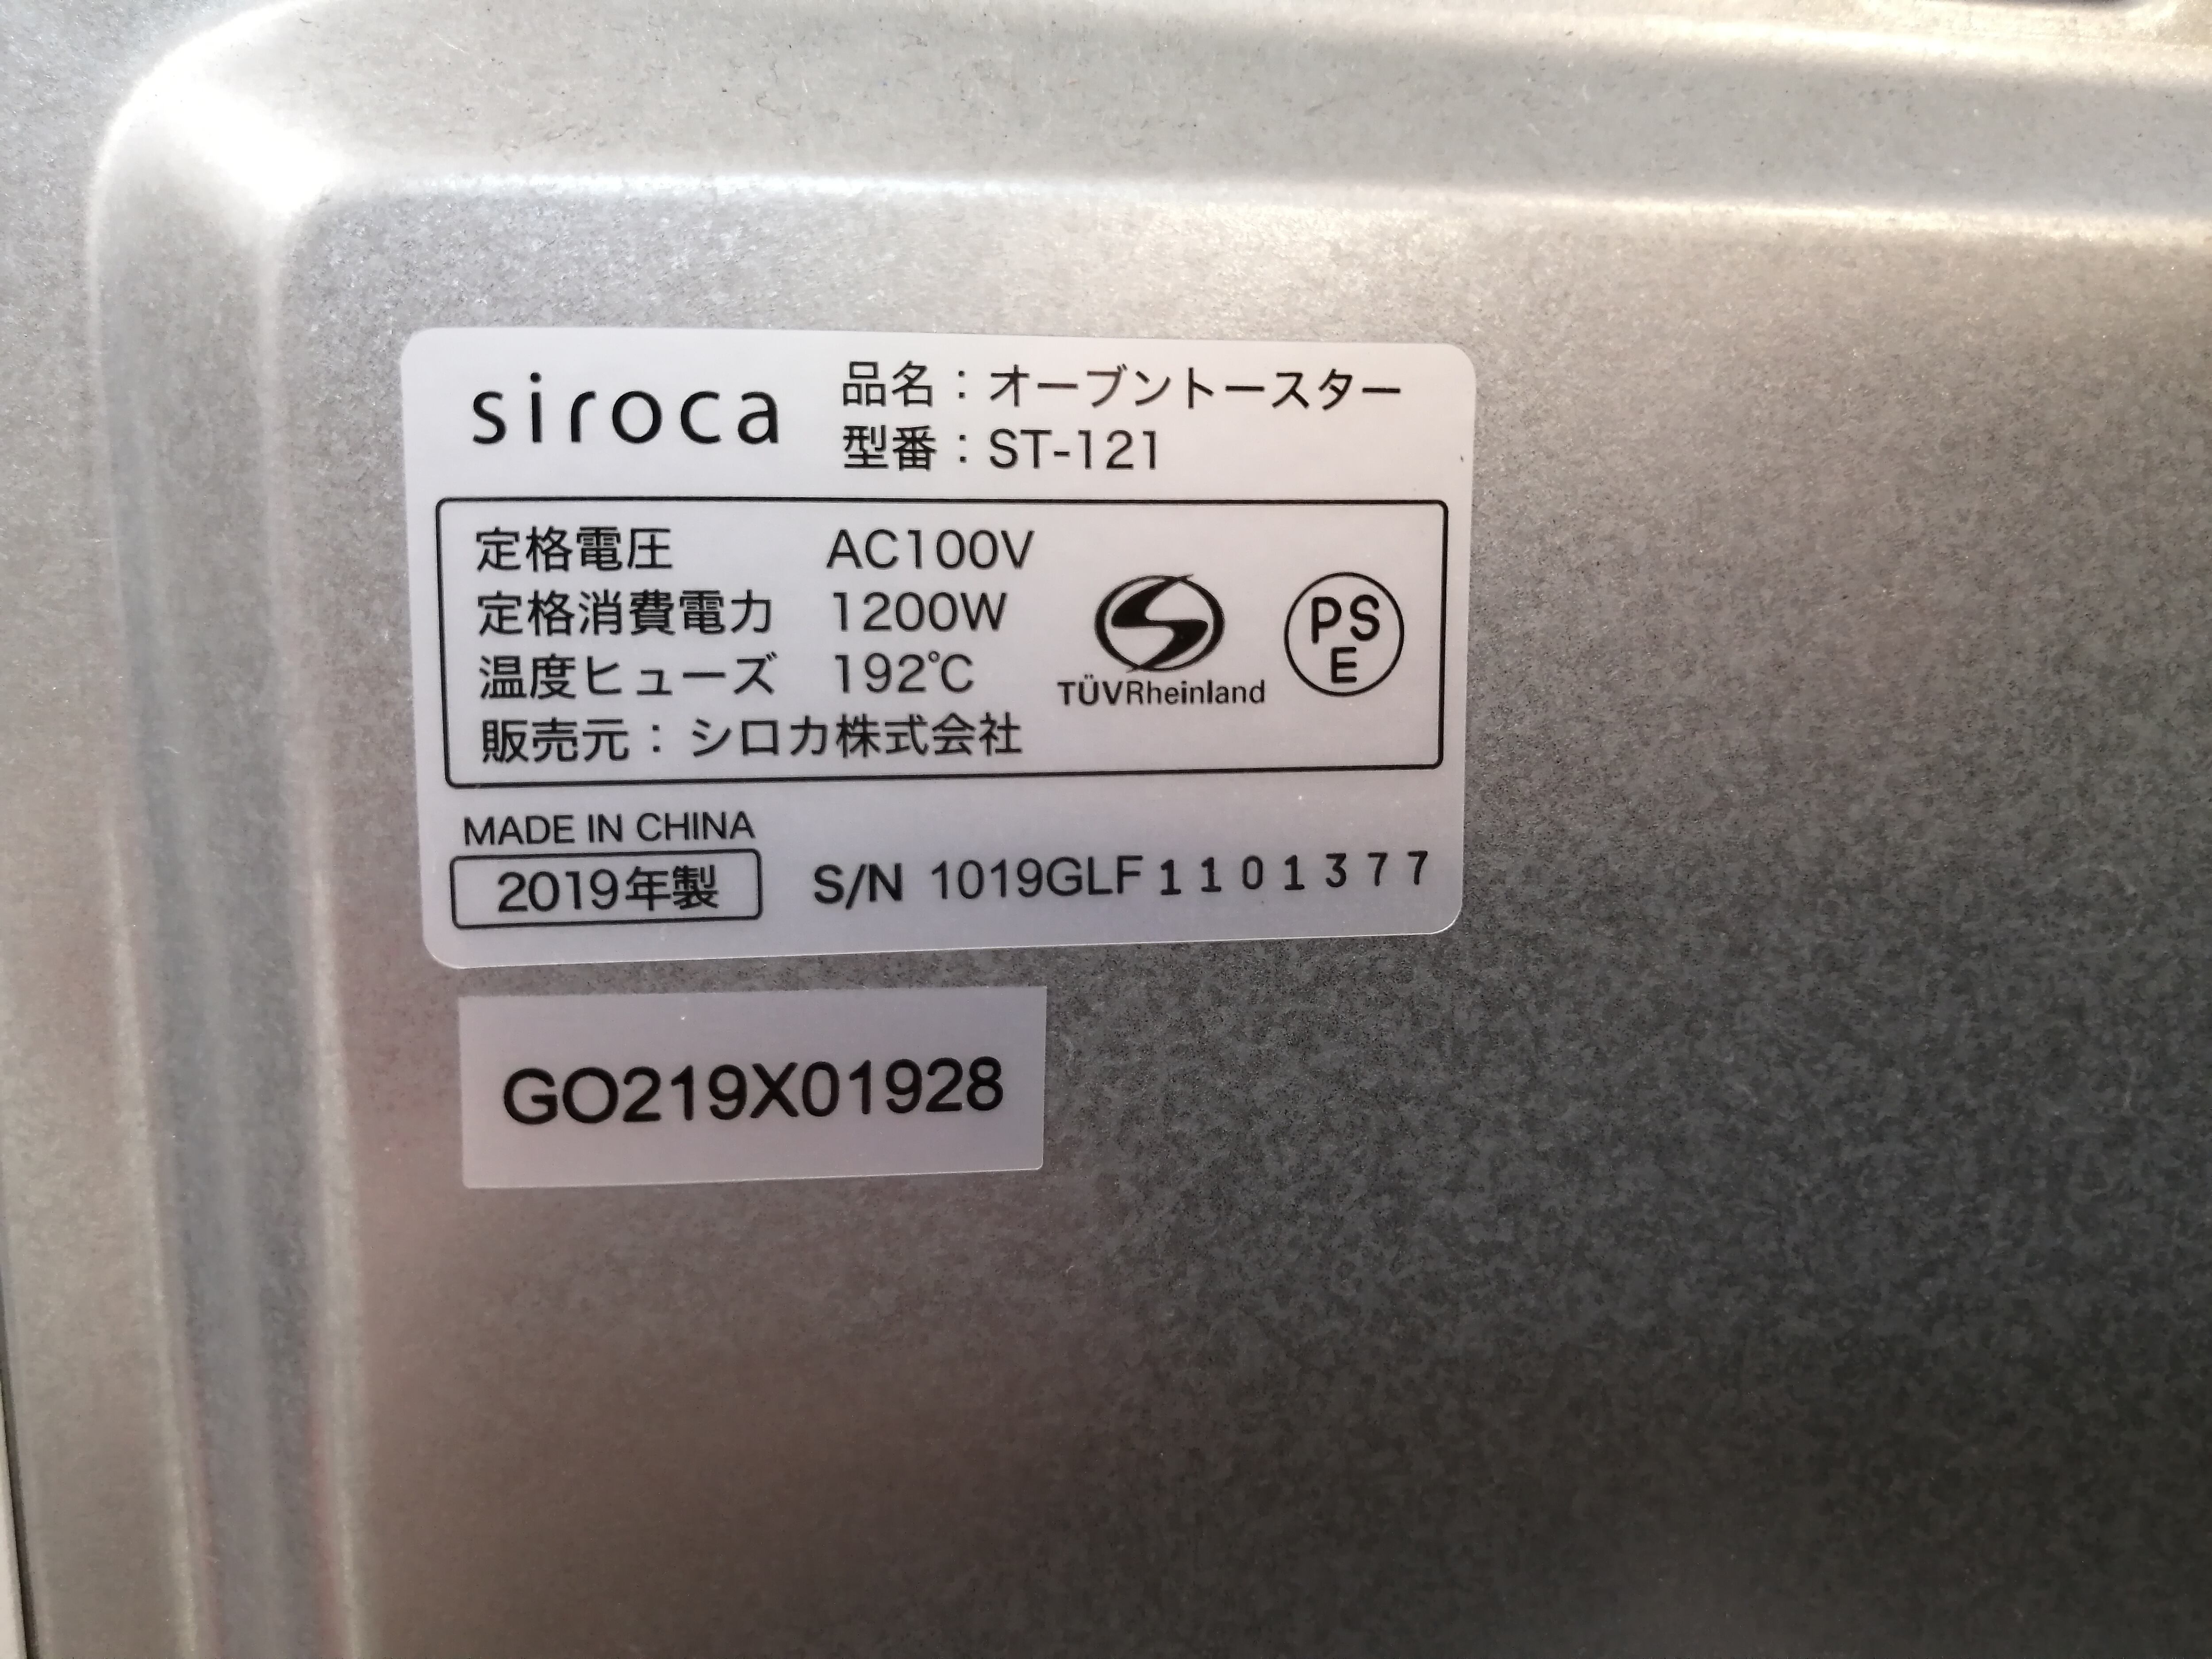 siroca
品名：オーブントースター
型番：ST-121
定格電圧 AC100V
定格消費電力 1200W
温度ヒューズ 192℃
販売元：シロカ株式会社
TÜVRheinland
PS
E
MADE IN CHINA
2019年製
S/N 1019GLF1101377
GO219X01928